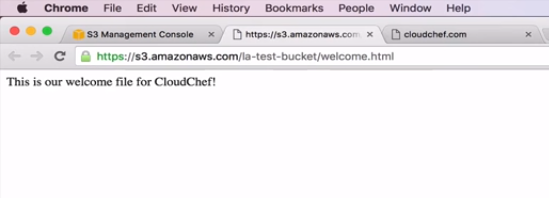 Chrome File Edit View History Bookmarks People Window Help
S3 Management Console × https://s3.amazonaws.com × cloudchef.com ×
https://s3.amazonaws.com/la-test-bucket/welcome.html
This is our welcome file for CloudChef!